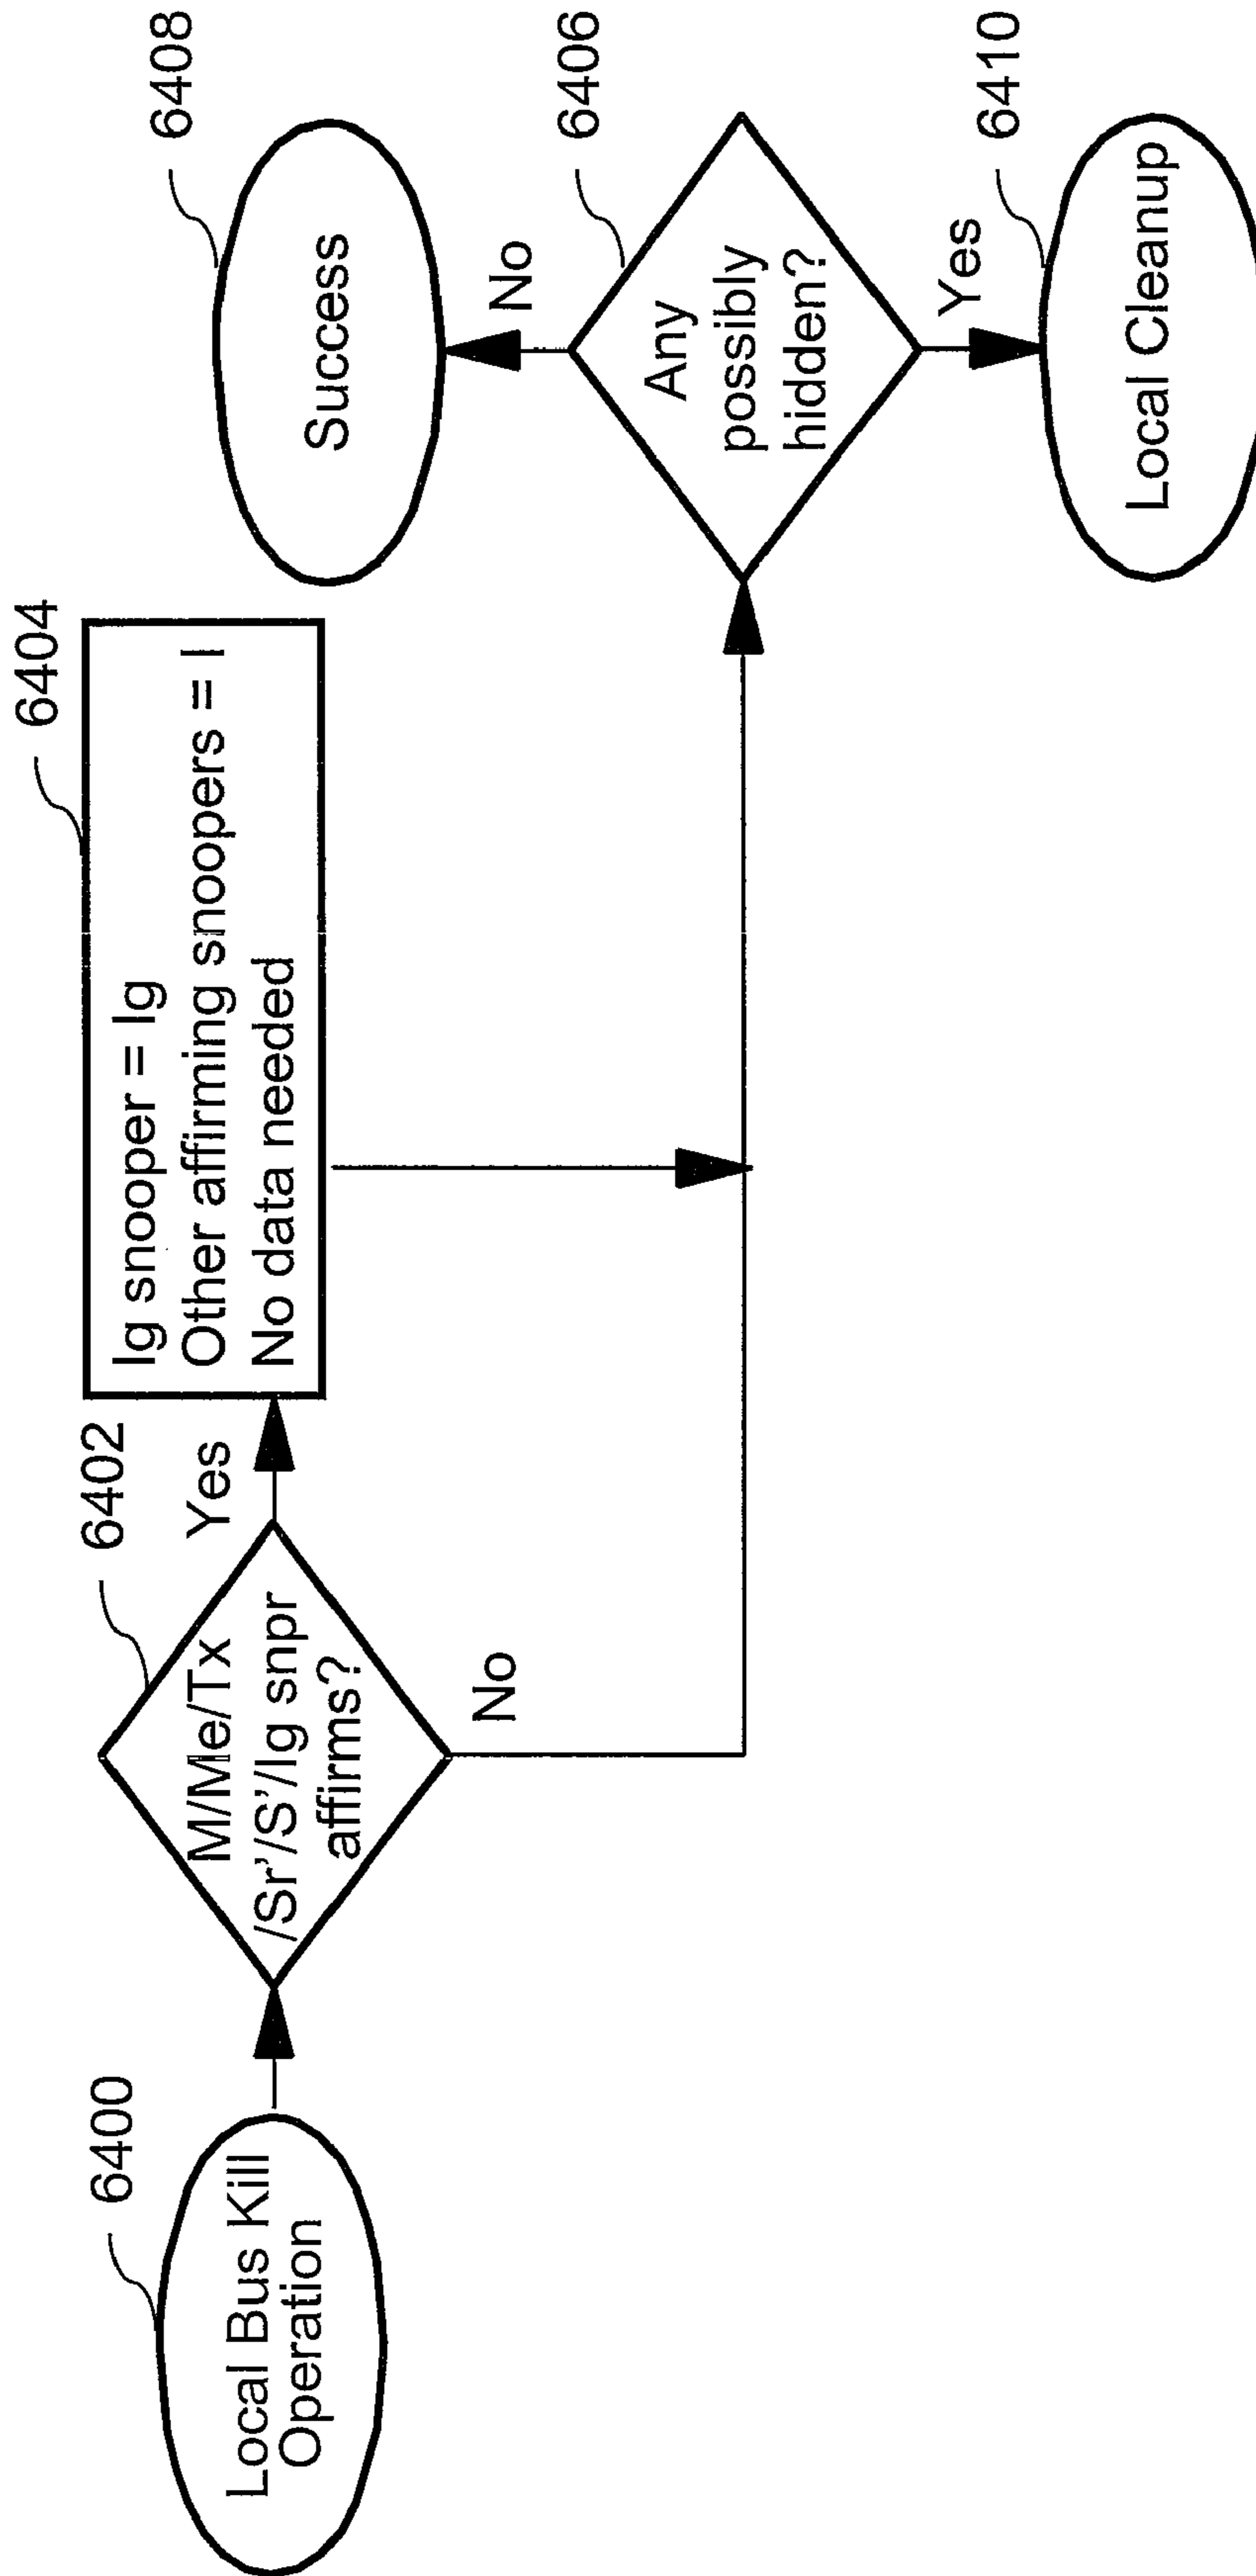 6400
Local Bus Kill
Operation
6402
M/Me/Tx
/Sr'/S'/Ig snpr
affirms?
Yes
No
6404
Ig snooper = Ig
Other affirming snoopers = I
No data needed
6406
Any
possibly
hidden?
No
Yes
6408
Success
6410
Local Cleanup